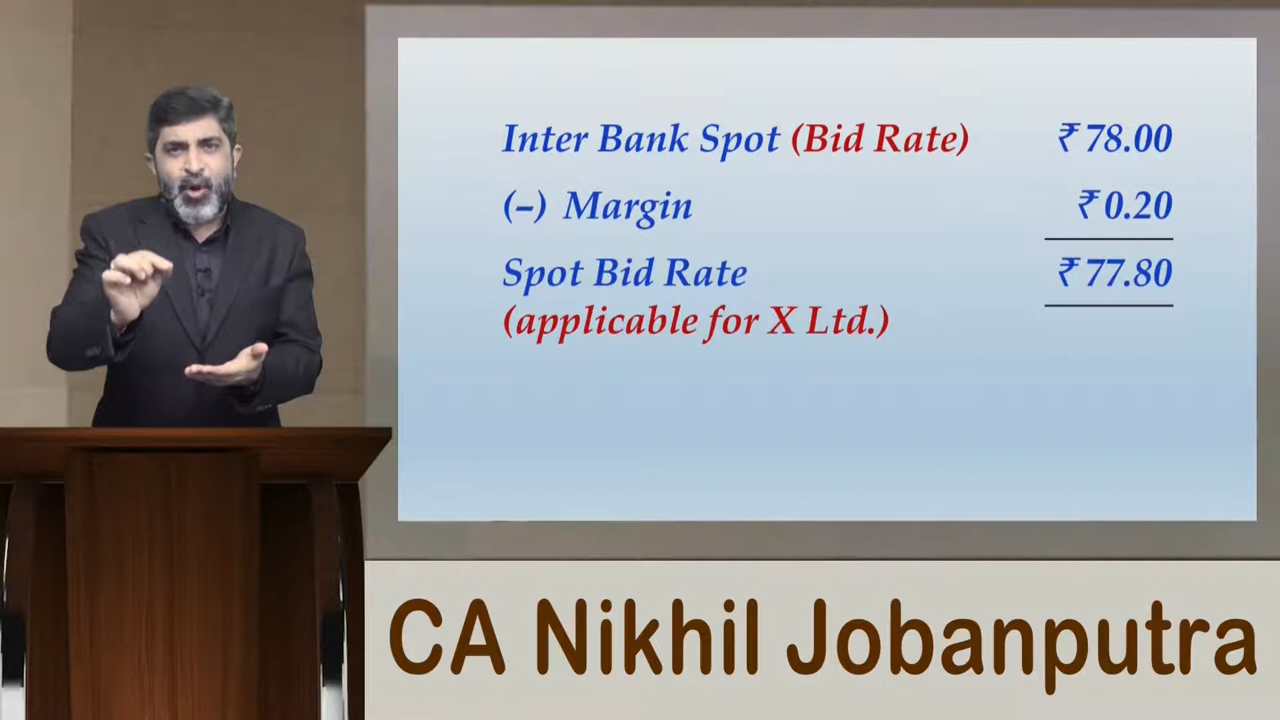 Inter Bank Spot (Bid Rate) ₹ 78.00
(–) Margin ₹ 0.20
Spot Bid Rate ₹ 77.80
(applicable for X Ltd.)
CA Nikhil Jobanputra